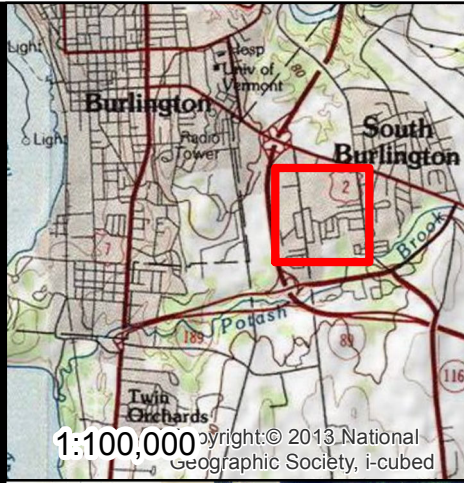 Light
Hosp
Univ of
Vermont
80
Burlington
Light
Radio
Tower
South
Burlington
2
7
Brook
Potash
189
89
116
Twin
Orchards
1:100,000
pyright:© 2013 National
Geographic Society, i-cubed